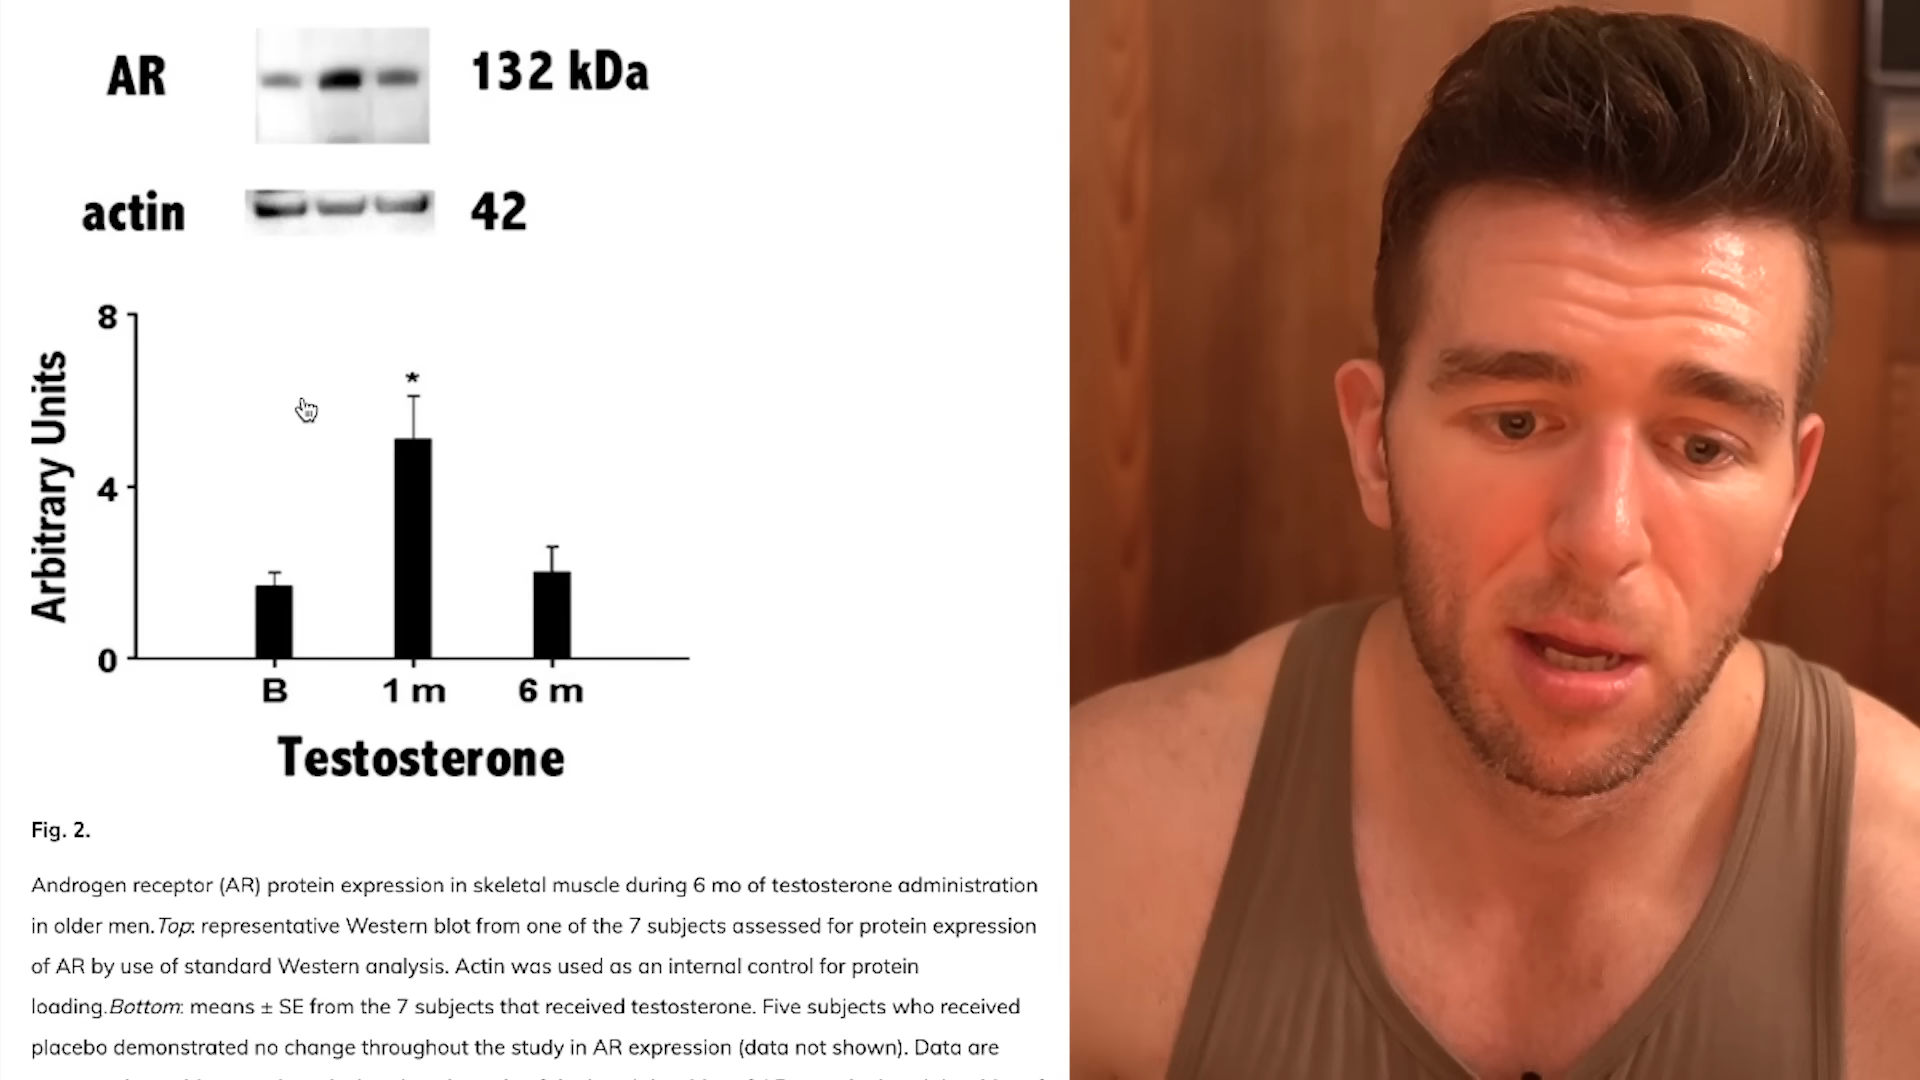 AR 132 kDa
actin 42
Arbitrary Units
8
*
4
0
B 1 m 6 m
Testosterone
Fig. 2.
Androgen receptor (AR) protein expression in skeletal muscle during 6 mo of testosterone administration
in older men. Top: representative Western blot from one of the 7 subjects assessed for protein expression
of AR by use of standard Western analysis. Actin was used as an internal control for protein
loading. Bottom: means ± SE from the 7 subjects that received testosterone. Five subjects who received
placebo demonstrated no change throughout the study in AR expression (data not shown). Data are